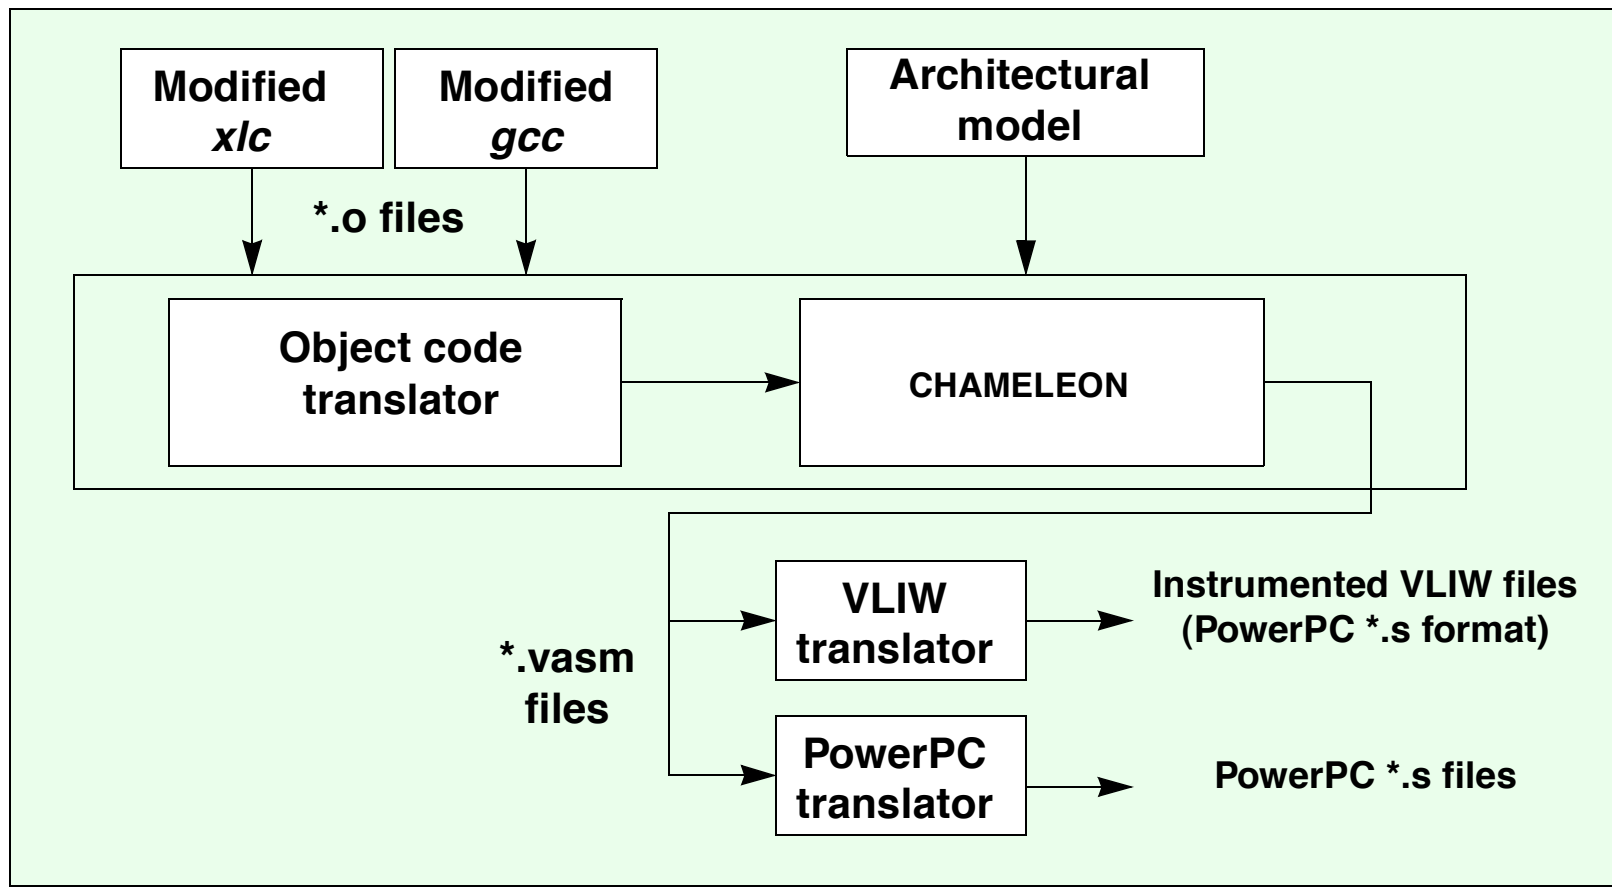 Modified
xlc
Modified
gcc
Architectural
model
*.o files
Object code
translator
CHAMELEON
VLIW
translator
Instrumented VLIW files
(PowerPC *.s format)
*.vasm
files
PowerPC
translator
PowerPC *.s files